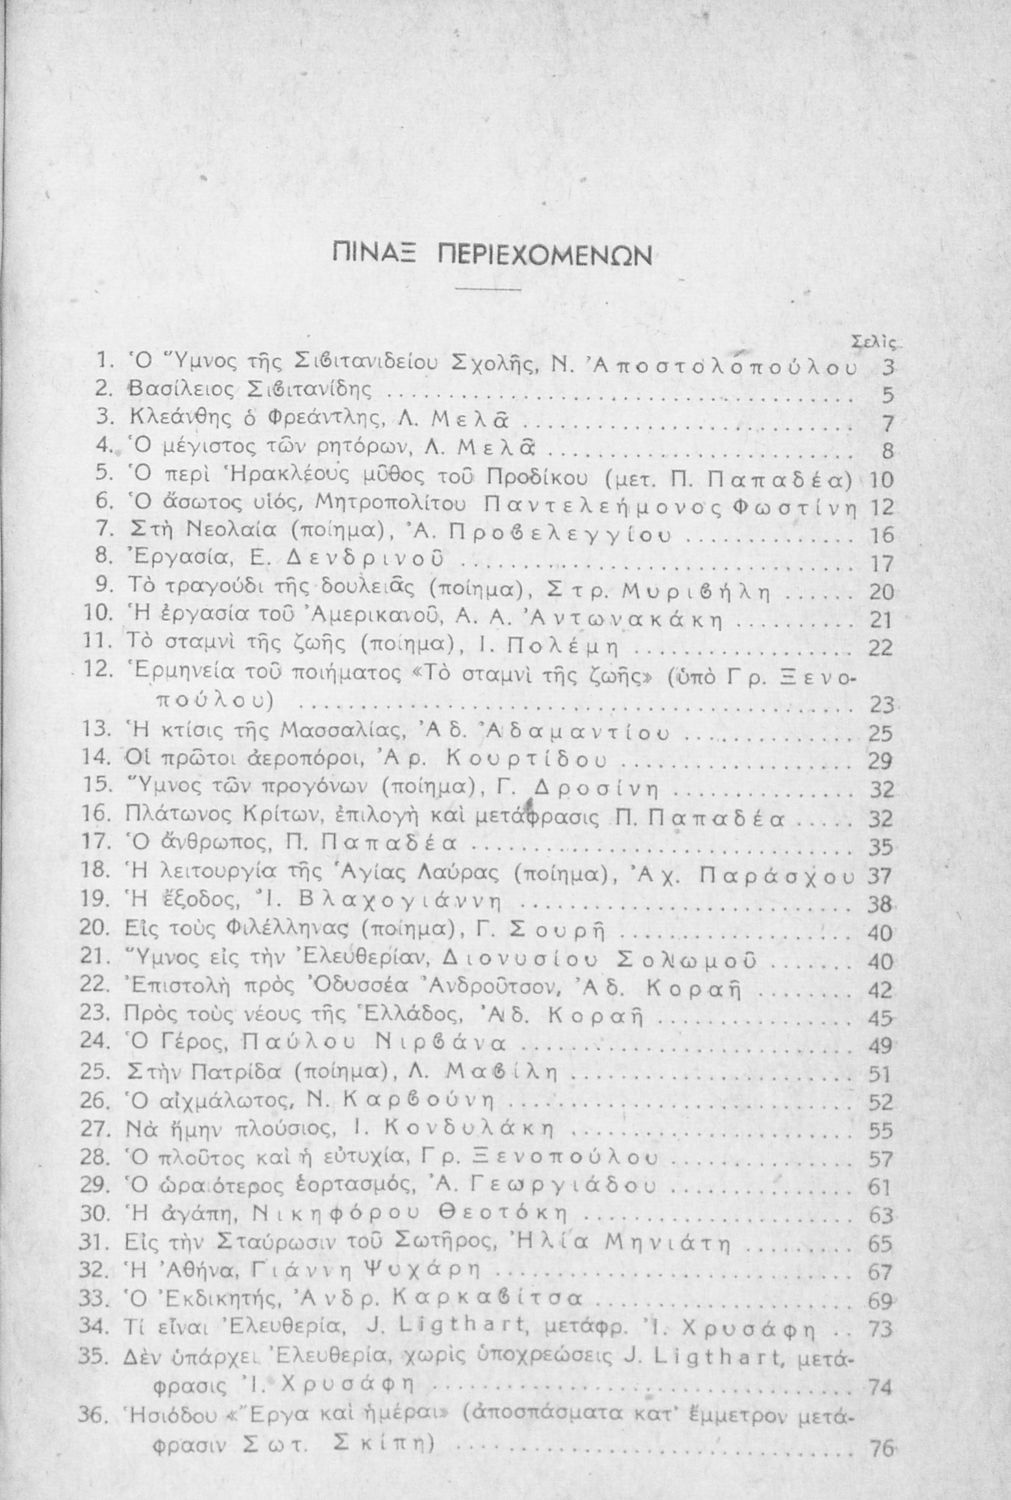 ΠΙΝΑΞ ΠΕΡΙΕΧΟΜΕΝΩΝ
Σελὶς
1. Ὁ Ὕμνος τῆς Σιβιτανιδείου Σχολῆς, Ν. Ἀποστολοπούλου 3
2. Βασίλειος Σιβιτανίδης ........ 5
3. Κλεάνθης ὁ Φρεάντλης, Λ. Μελᾶ ........ 7
4. Ὁ μέγιστος τῶν ρητόρων, Λ. Μελᾶ ........ 8
5. Ὁ περὶ Ἡρακλέους μῦθος τοῦ Προδίκου (μετ. Π. Παπαδέα) 10
6. Ὁ ἄσωτος υἱός, Μητροπολίτου Παντελεήμονος Φωστίνη 12
7. Στὴ Νεολαία (ποίημα), Ἀ. Προβελεγγίου ........ 16
8. Ἐργασία, Ε. Δενδρινοῦ ........ 17
9. Τὸ τραγούδι τῆς δουλειᾶς (ποίημα), Στρ. Μυριβήλη ...... 20
10. Ἡ ἐργασία τοῦ Ἀμερικανοῦ, Α. Α. Ἀντωνακάκη ........ 21
11. Τὸ σταμνὶ τῆς ζωῆς (ποίημα), Ι. Πολέμη ........ 22
12. Ἑρμηνεία τοῦ ποιήματος «Τὸ σταμνὶ τῆς ζωῆς» (ὑπὸ Γρ. Ξενο-
πούλου) ........ 23
13. Ἡ κτίσις τῆς Μασσαλίας, Ἀδ. Ἀδαμαντίου ........ 25
14. Οἱ πρῶτοι ἀεροπόροι, Ἀρ. Κουρτίδου ........ 29
15. Ὕμνος τῶν προγόνων (ποίημα), Γ. Δροσίνη ........ 32
16. Πλάτωνος Κρίτων, ἐπιλογὴ καὶ μετάφρασις Π. Παπαδέα ..... 32
17. Ὁ ἄνθρωπος, Π. Παπαδέα ........ 35
18. Ἡ λειτουργία τῆς Ἁγίας Λαύρας (ποίημα), Ἀχ. Παράσχου 37
19. Ἡ ἔξοδος, Ἰ. Βλαχογιάννη ........ 38
20. Εἰς τοὺς Φιλέλληνας (ποίημα), Γ. Σουρῆ ........ 40
21. Ὕμνος εἰς τὴν Ἐλευθερίαν, Διονυσίου Σολωμοῦ ....... 40
22. Ἐπιστολὴ πρὸς Ὀδυσσέα Ἀνδροῦτσον, Ἀδ. Κοραῆ ........ 42
23. Πρὸς τοὺς νέους τῆς Ἑλλάδος, Ἀδ. Κοραῆ ........ 45
24. Ὁ Γέρος, Παύλου Νιρβάνα ........ 49
25. Στὴν Πατρίδα (ποίημα), Λ. Μαβίλη ........ 51
26. Ὁ αἰχμάλωτος, Ν. Καρβούνη ........ 52
27. Νὰ ἤμην πλούσιος, Ι. Κονδυλάκη ........ 55
28. Ὁ πλοῦτος καὶ ἡ εὐτυχία, Γρ. Ξενοπούλου ........ 57
29. Ὁ ὡραιότερος ἑορτασμός, Ἀ. Γεωργιάδου ........ 61
30. Ἡ ἀγάπη, Νικηφόρου Θεοτόκη ........ 63
31. Εἰς τὴν Σταύρωσιν τοῦ Σωτῆρος, Ἠλία Μηνιάτη ........ 65
32. Ἡ Ἀθήνα, Γιάννη Ψυχάρη ........ 67
33. Ὁ Ἐκδικητής, Ἀνδρ. Καρκαβίτσα ........ 69
34. Τί εἶναι Ἐλευθερία, J. Ligthart, μετάφρ. Ἰ. Χρυσάφη .. 73
35. Δὲν ὑπάρχει Ἐλευθερία, χωρὶς ὑποχρεώσεις J. Ligthart, μετά-
φρασις Ἰ. Χρυσάφη ........ 74
36. Ἡσιόδου «Ἔργα καὶ ἡμέραι» (ἀποσπάσματα κατ' ἔμμετρον μετά-
φρασιν Σωτ. Σκίπη) ........ 76